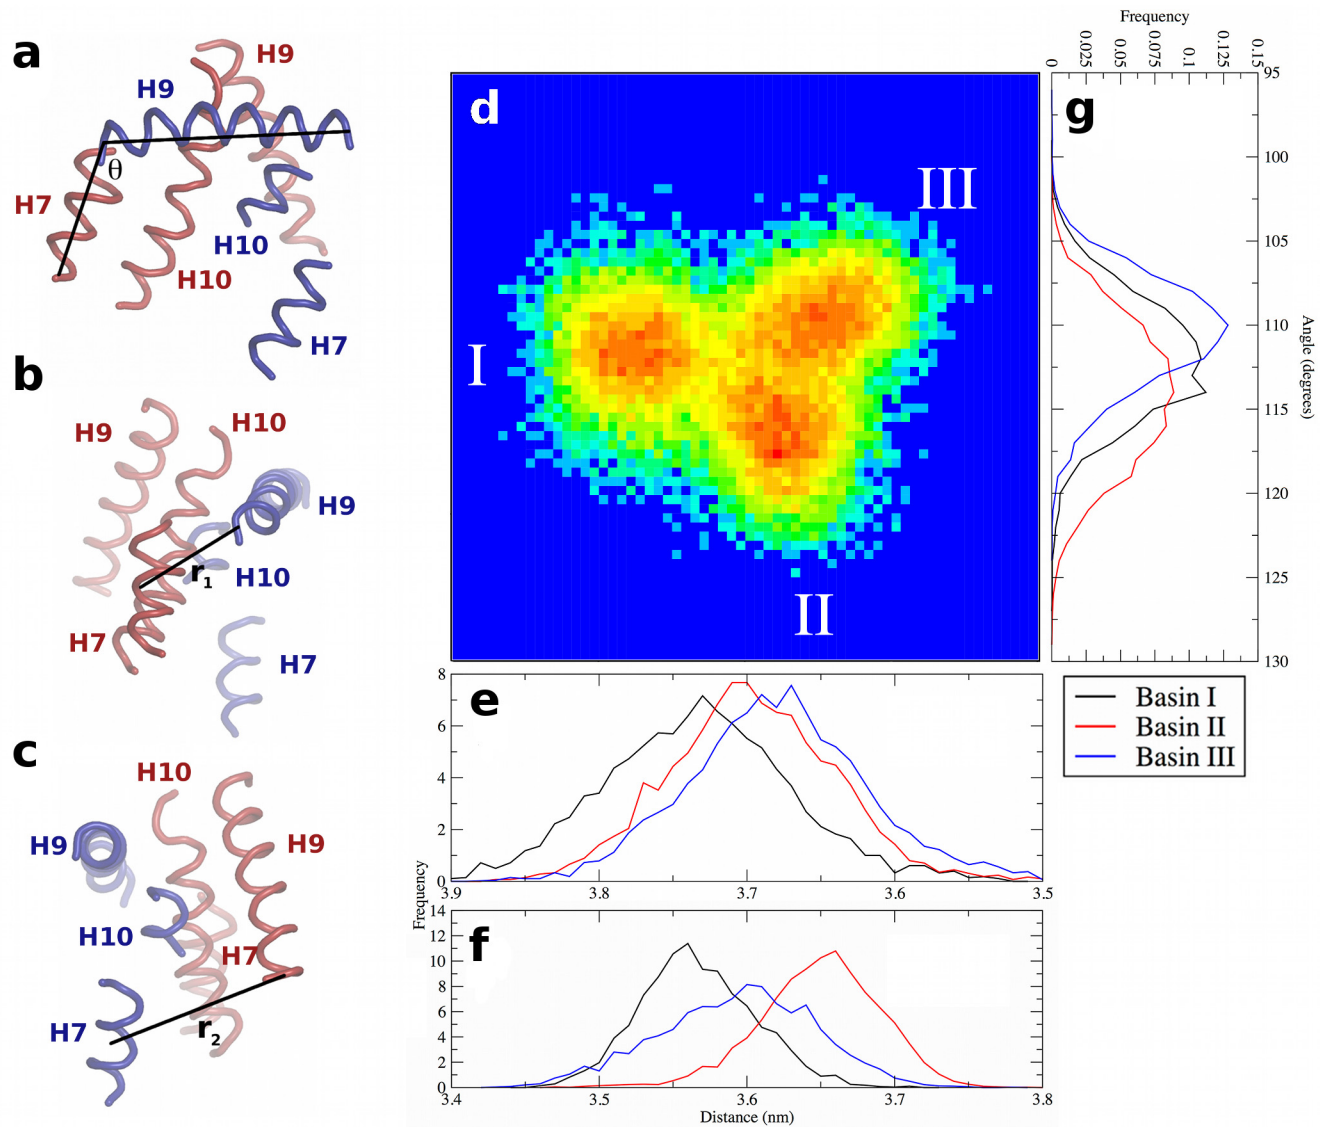 a
H9
H9
θ
H7
H10
H10
H7
b
H9
H10
H9
r1
H10
H7
H7
c
H10
H9
H9
H10
H7
H7
r2
d
I
II
III
Frequency
0 0.025 0.05 0.075 0.1 0.125 0.15
g
95
100
105
110
115
120
125
130
Angle (degrees)
Basin I
Basin II
Basin III
e
8
6
4
2
0
3.9 3.8 3.7 3.6 3.5
Frequency
f
14
12
10
8
6
4
2
0
3.4 3.5 3.6 3.7 3.8
Distance (nm)